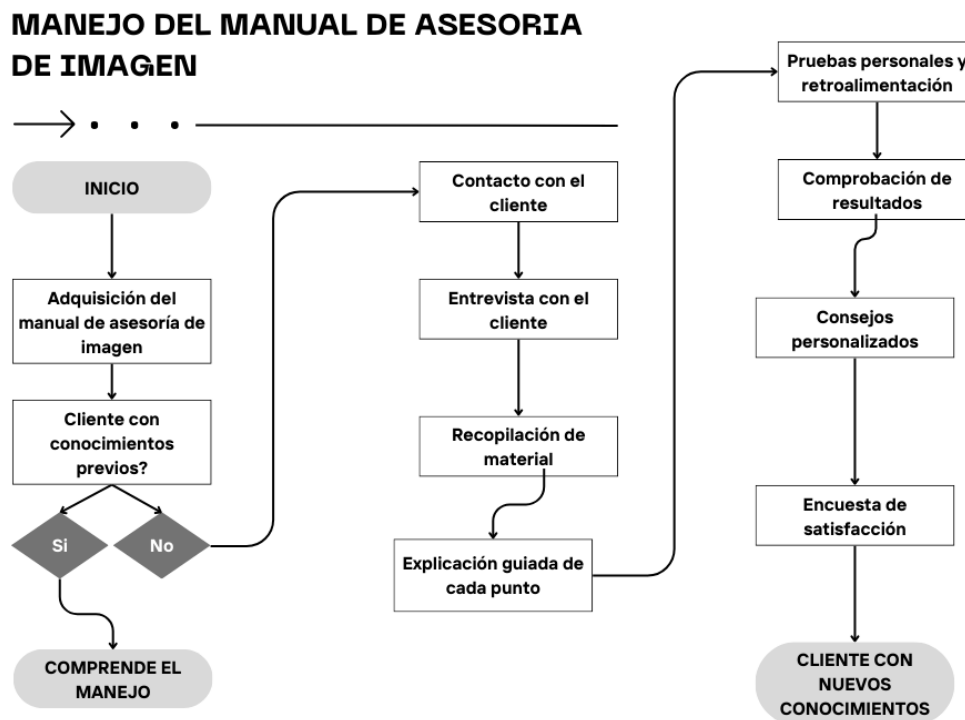 MANEJO DEL MANUAL DE ASESORIA
DE IMAGEN
INICIO
Adquisición del
manual de asesoría de
imagen
Cliente con
conocimientos
previos?
Si
No
COMPRENDE EL
MANEJO
Contacto con el
cliente
Entrevista con el
cliente
Recopilación de
material
Explicación guiada de
cada punto
Pruebas personales y
retroalimentación
Comprobación de
resultados
Consejos
personalizados
Encuesta de
satisfacción
CLIENTE CON
NUEVOS
CONOCIMIENTOS